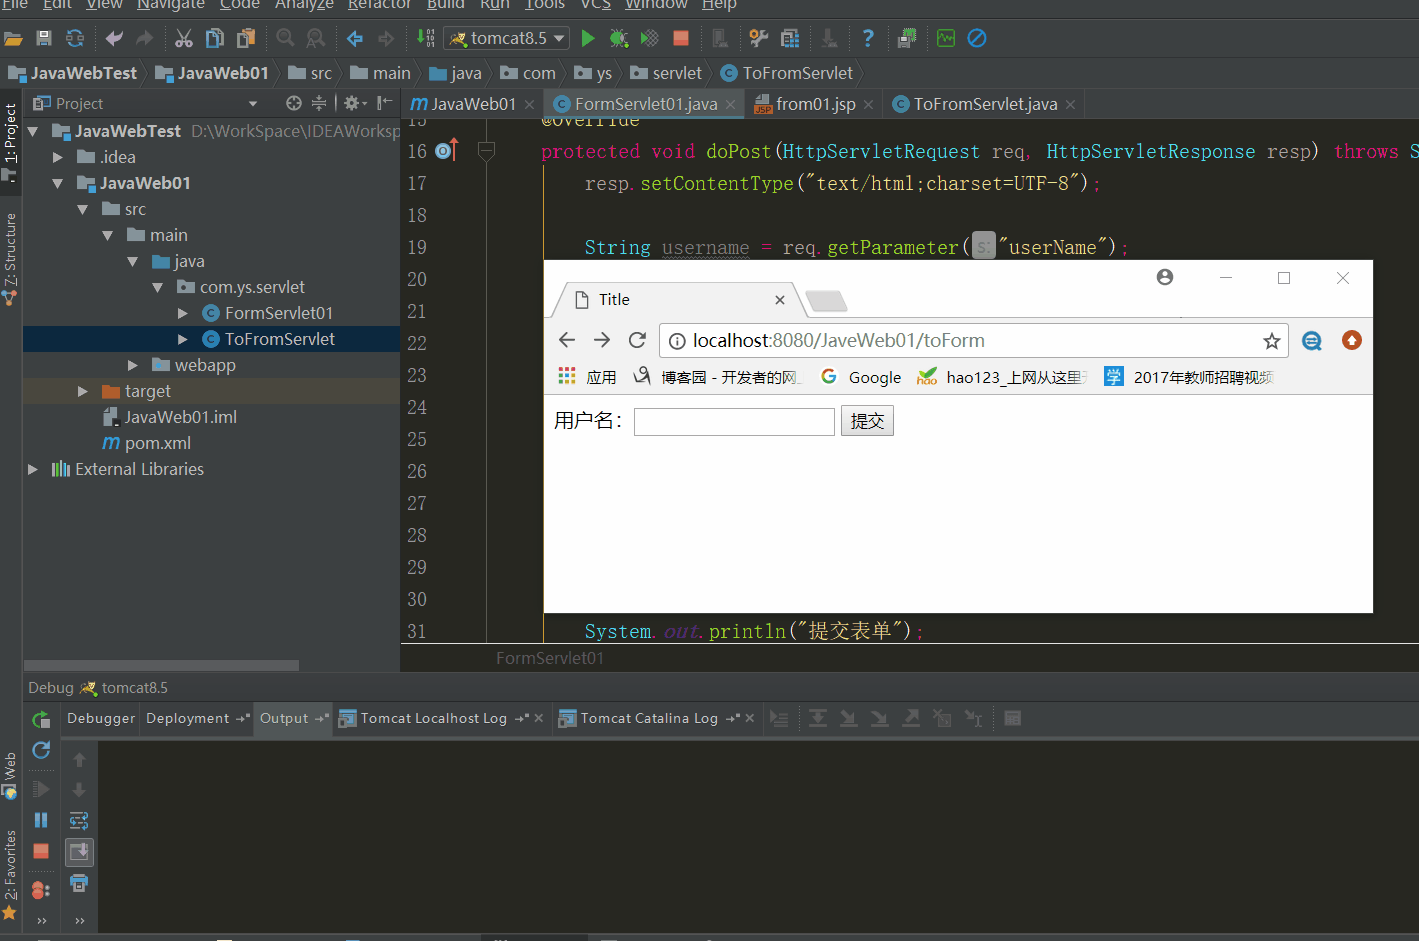 File Edit View Navigate Code Analyze Refactor Build Run Tools VCS Window Help
tomcat8.5
JavaWebTest JavaWeb01 src main java com ys servlet ToFromServlet
Project
JavaWeb01 FormServlet01.java from01.jsp ToFromServlet.java
1: Project
Z: Structure
Web
2: Favorites
JavaWebTest D:\WorkSpace\IDEAWorksp
.idea
JavaWeb01
src
main
java
com.ys.servlet
FormServlet01
ToFromServlet
webapp
target
JavaWeb01.iml
pom.xml
External Libraries
15 @Override
16 protected void doPost(HttpServletRequest req, HttpServletResponse resp) throws S
17 resp.setContentType("text/html;charset=UTF-8");
18
19 String username = req.getParameter( s: "userName");
20
21
22
23
24
25
26
27
28
29
30
31 System.out.println("提交表单");
Title
localhost:8080/JaveWeb01/toForm
应用 博客园 - 开发者的网 Google hao123_上网从这里 学 2017年教师招聘视频
用户名: 提交
FormServlet01
Debug tomcat8.5
Debugger Deployment Output Tomcat Localhost Log Tomcat Catalina Log